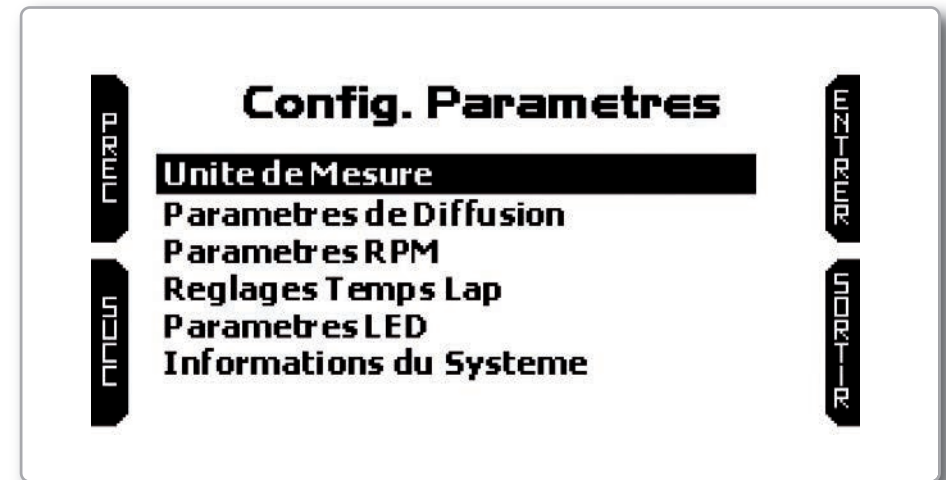 Config. Parametres
PREC
SUCC
Unite de Mesure
Parametres de Diffusion
Parametres RPM
Reglages Temps Lap
Parametres LED
Informations du Systeme
ENTRER
SORTIR